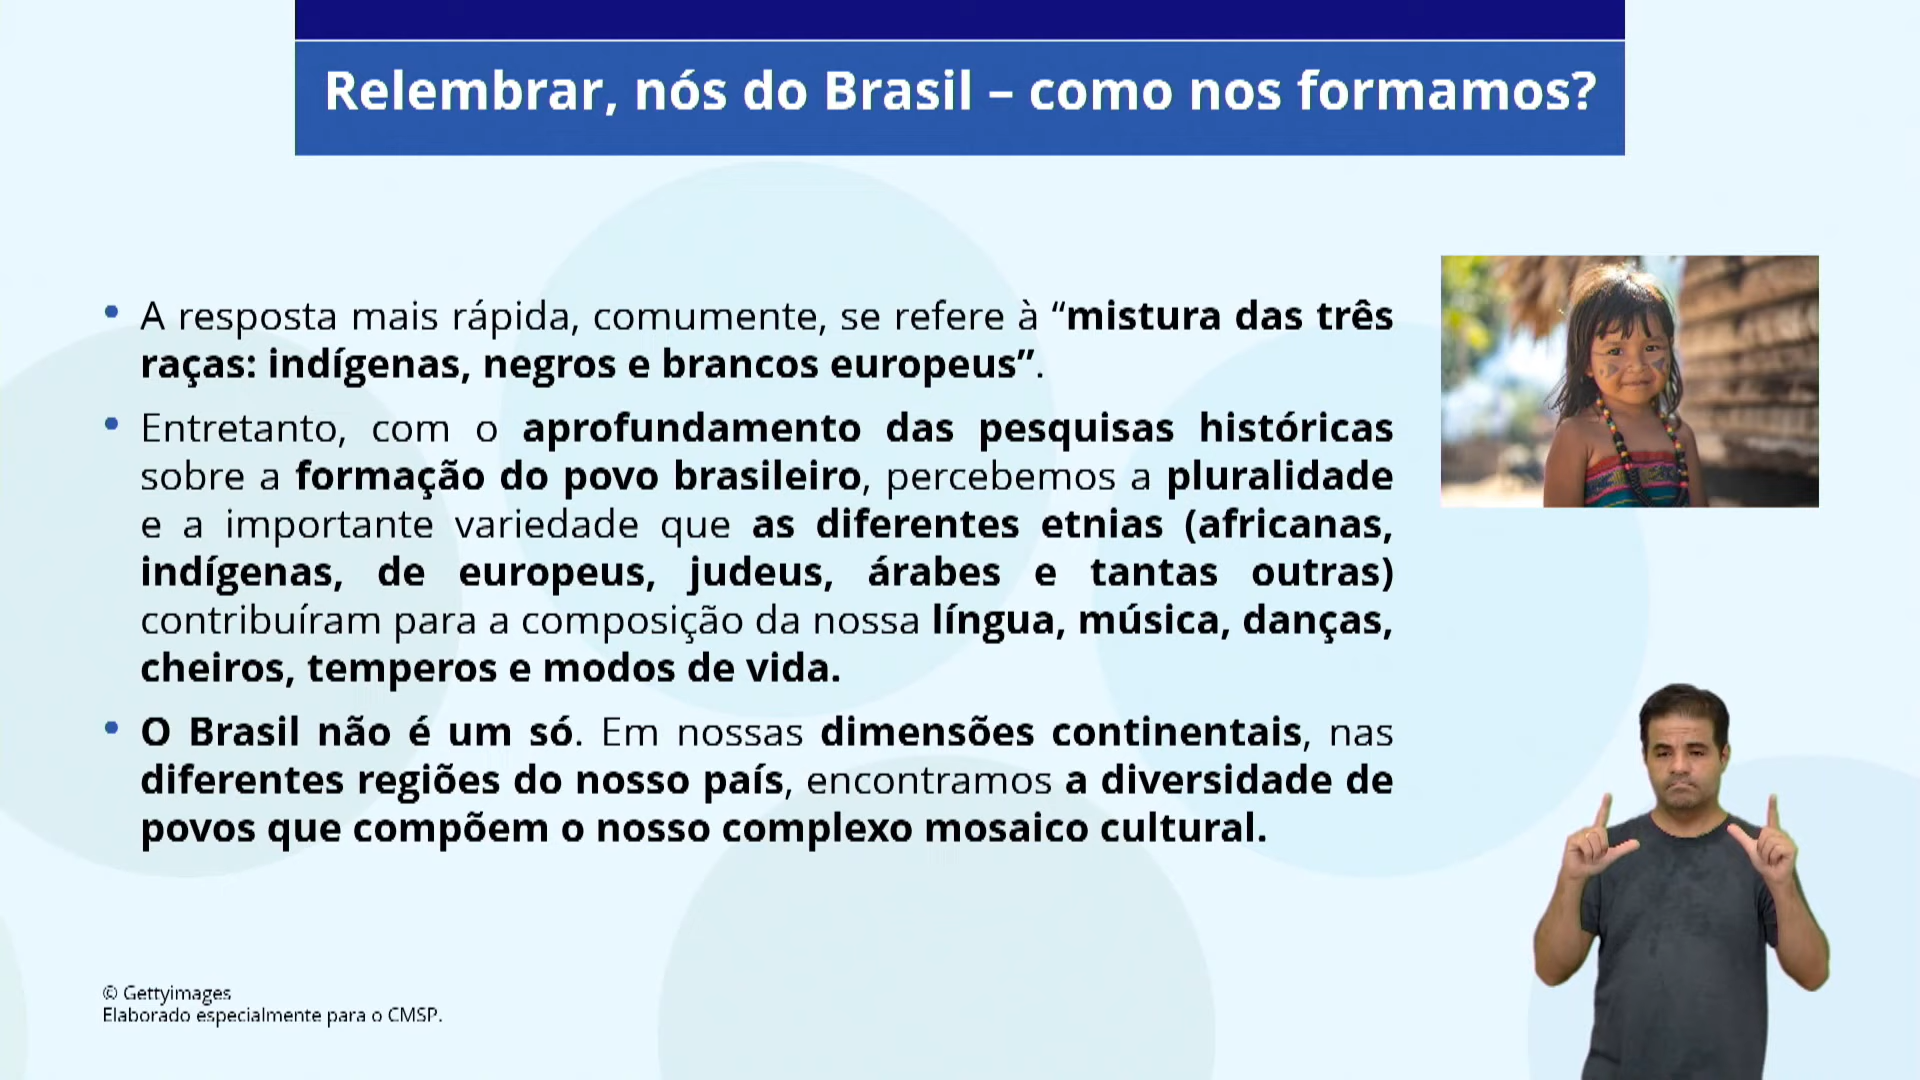 Relembrar, nós do Brasil – como nos formamos?
• A resposta mais rápida, comumente, se refere à “mistura das três
raças: indígenas, negros e brancos europeus”.
• Entretanto, com o aprofundamento das pesquisas históricas
sobre a formação do povo brasileiro, percebemos a pluralidade
e a importante variedade que as diferentes etnias (africanas,
indígenas, de europeus, judeus, árabes e tantas outras)
contribuíram para a composição da nossa língua, música, danças,
cheiros, temperos e modos de vida.
• O Brasil não é um só. Em nossas dimensões continentais, nas
diferentes regiões do nosso país, encontramos a diversidade de
povos que compõem o nosso complexo mosaico cultural.
© Gettyimages
Elaborado especialmente para o CMSP.